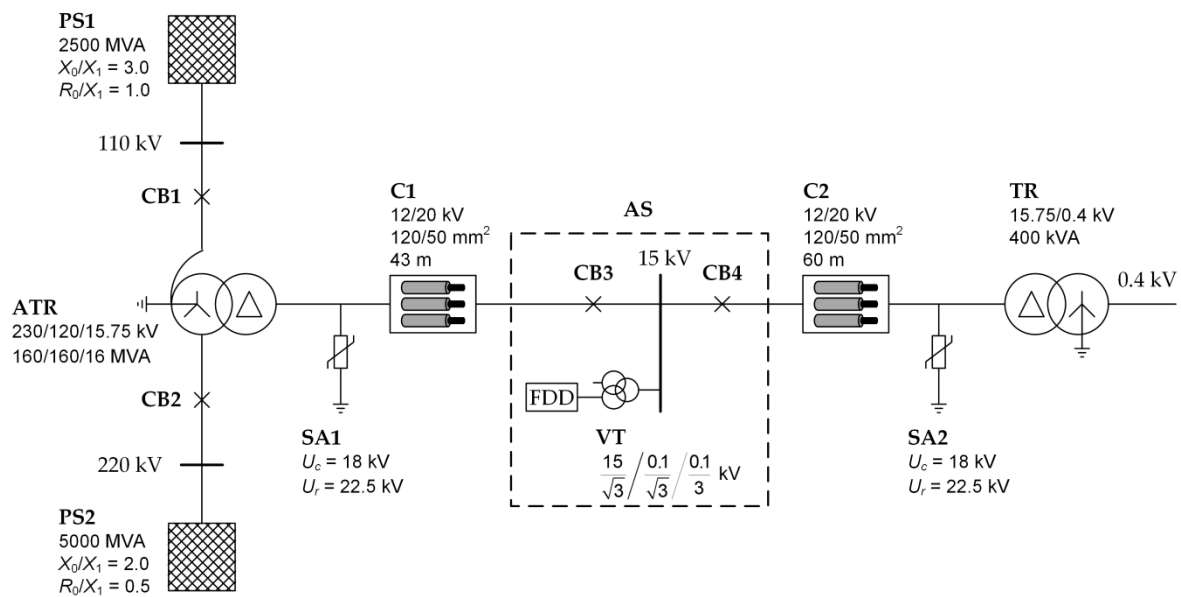 PS1
2500 MVA
X0/X1 = 3.0
R0/X1 = 1.0
110 kV
CB1
ATR
230/120/15.75 kV
160/160/16 MVA
CB2
220 kV
PS2
5000 MVA
X0/X1 = 2.0
R0/X1 = 0.5
SA1
Uc = 18 kV
Ur = 22.5 kV
C1
12/20 kV
120/50 mm²
43 m
AS
15 kV
CB3
CB4
FDD
VT
15/√3 / 0.1/√3 / 0.1/3 kV
C2
12/20 kV
120/50 mm²
60 m
SA2
Uc = 18 kV
Ur = 22.5 kV
TR
15.75/0.4 kV
400 kVA
0.4 kV